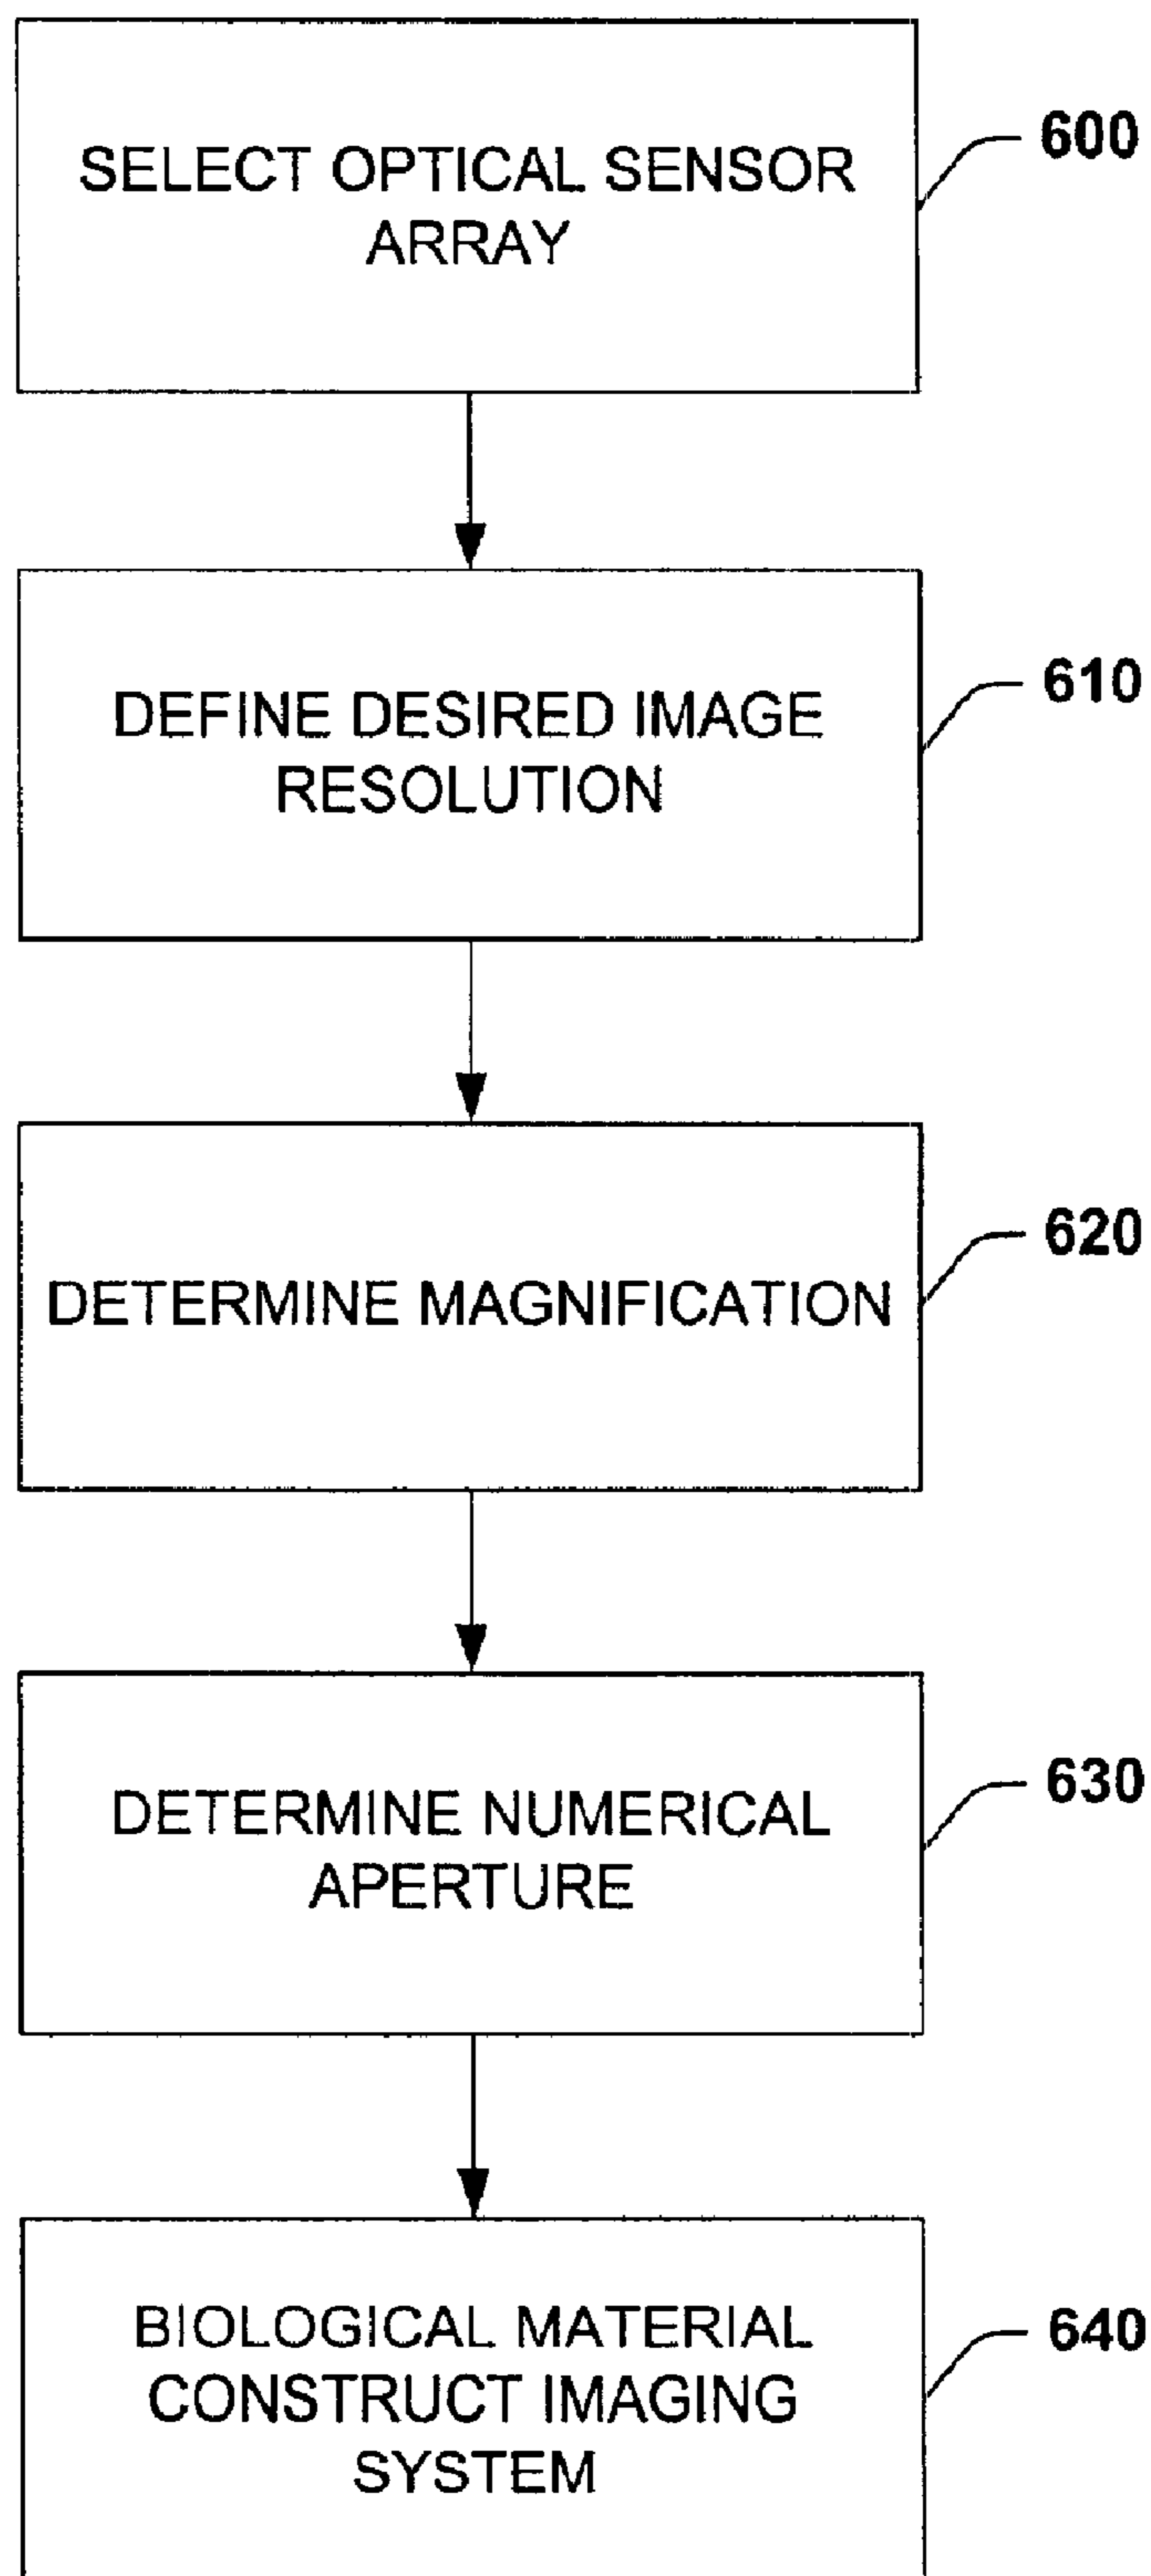 SELECT OPTICAL SENSOR
ARRAY
600
DEFINE DESIRED IMAGE
RESOLUTION
610
DETERMINE MAGNIFICATION
620
DETERMINE NUMERICAL
APERTURE
630
BIOLOGICAL MATERIAL
CONSTRUCT IMAGING
SYSTEM
640